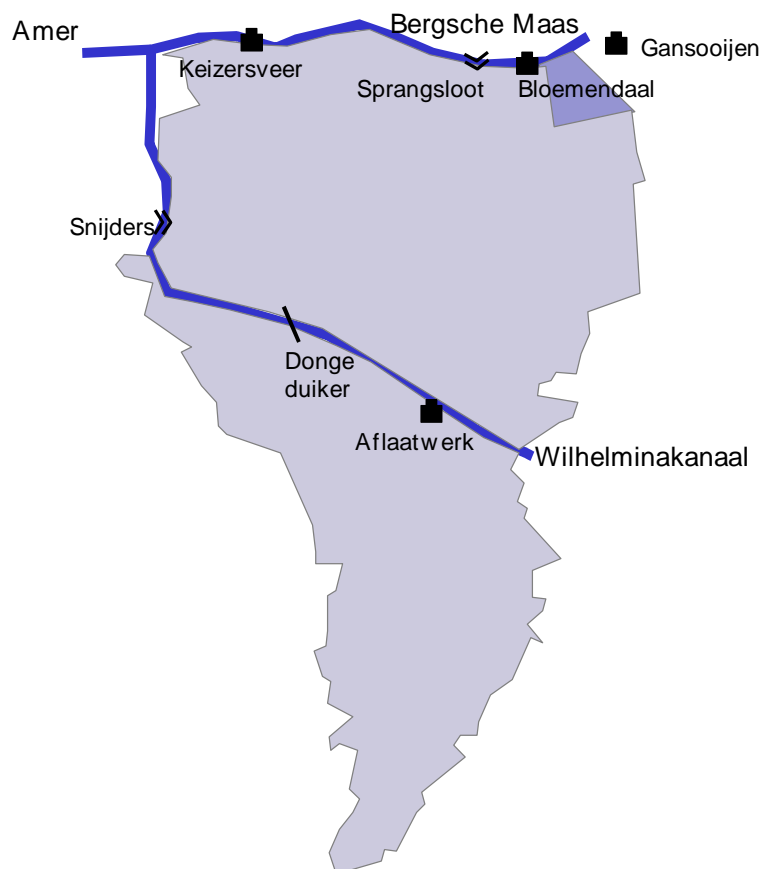 Amer
Bergsche Maas
Gansooijen
Keizersveer
Sprangsloot
Bloemendaal
Snijders
Donge
duiker
Aflaatwerk
Wilhelminakanaal